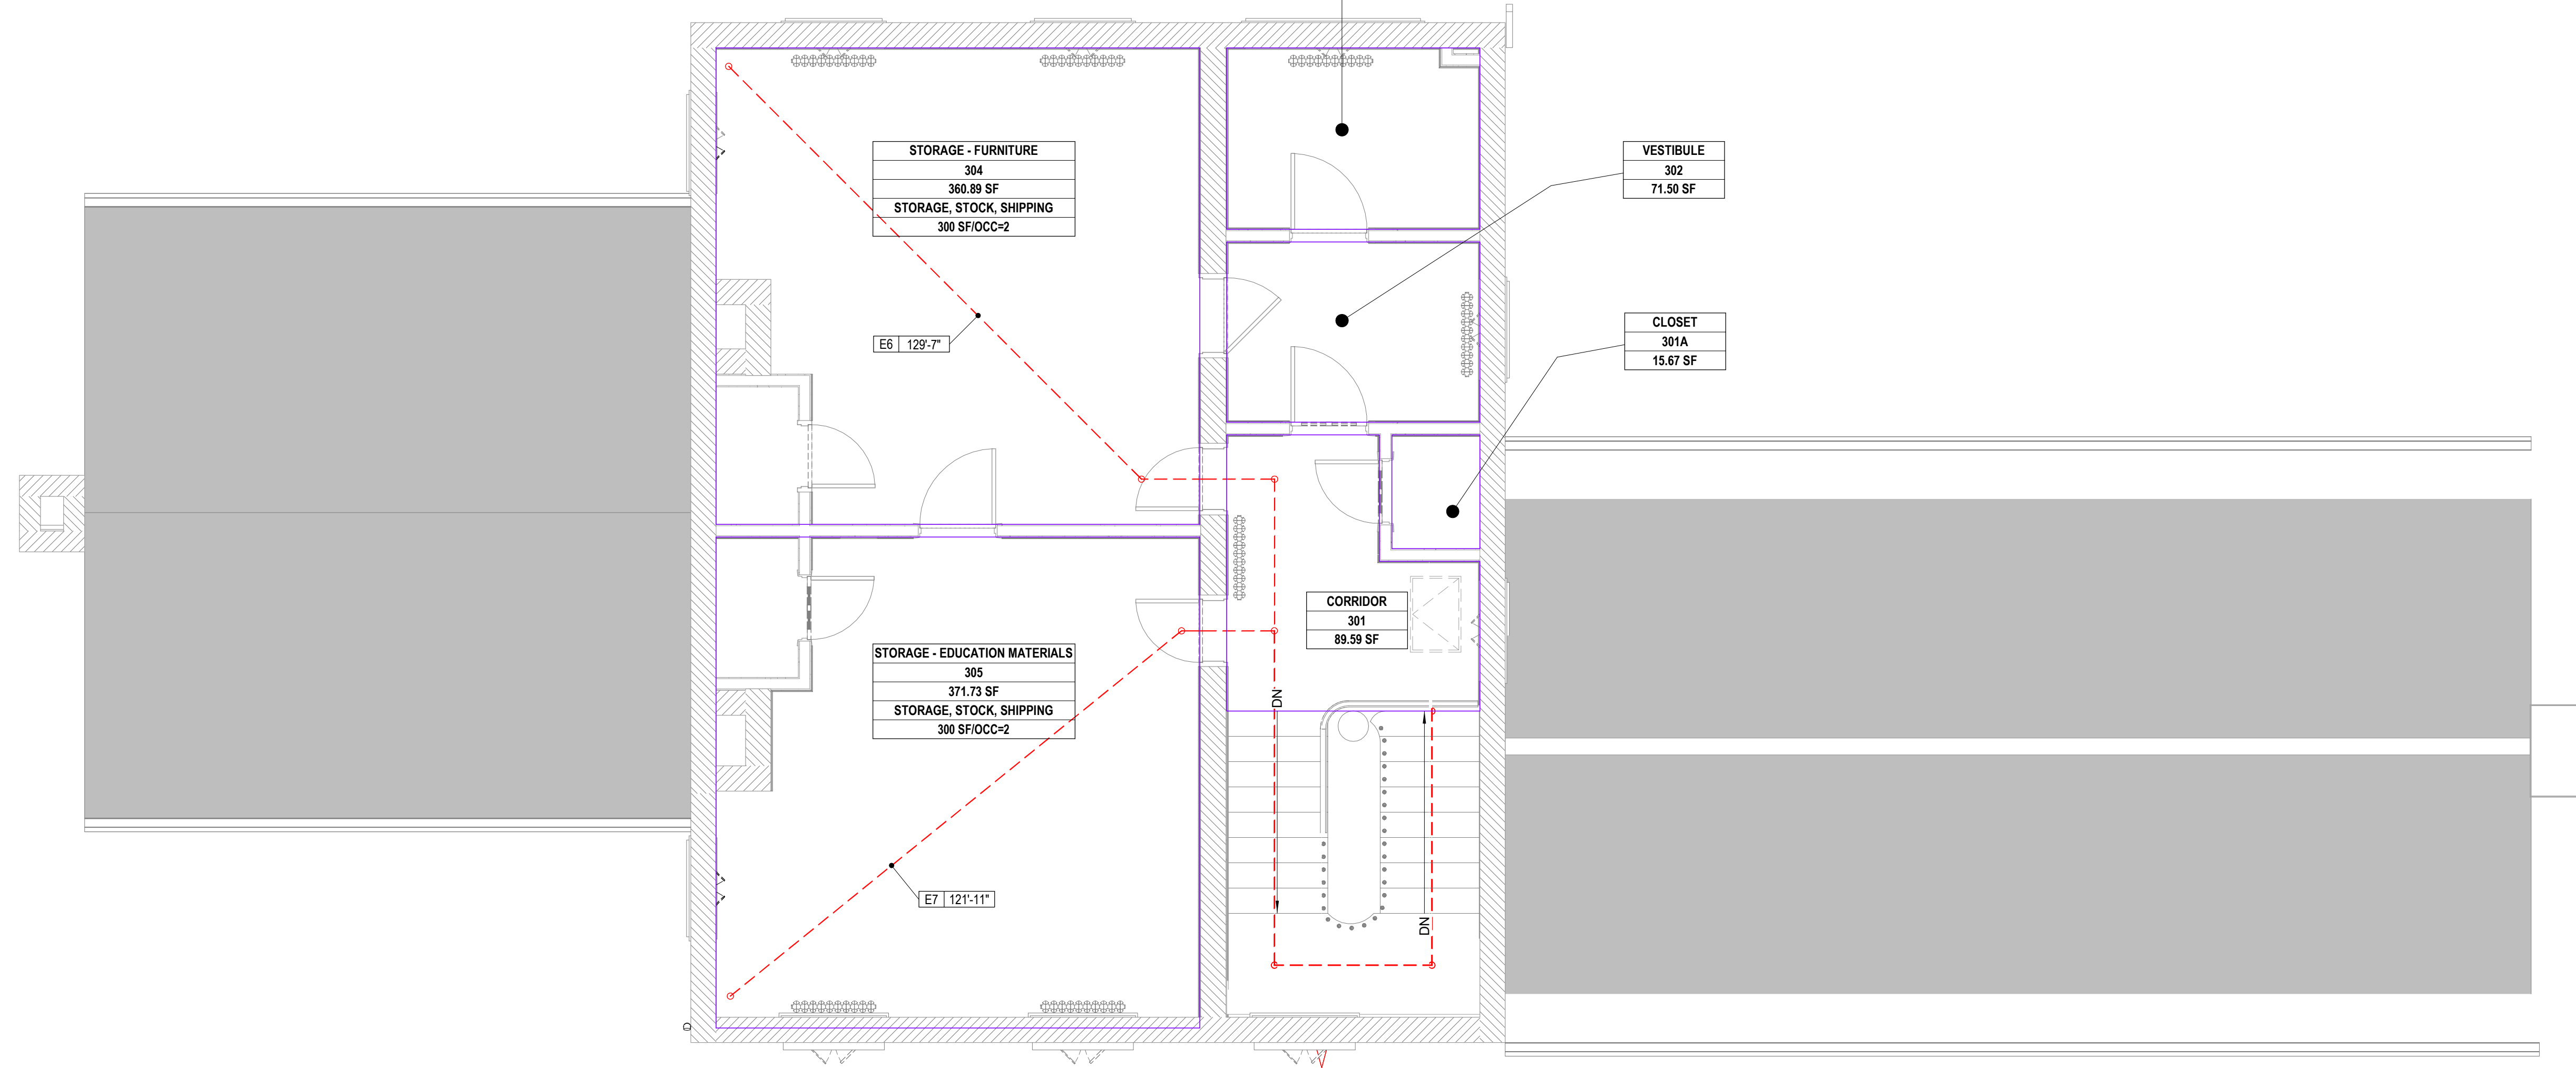 STORAGE - FURNITURE
304
360.89 SF
STORAGE, STOCK, SHIPPING
300 SF/OCC=2
VESTIBULE
302
71.50 SF
E6 129'-7"
CLOSET
301A
15.67 SF
CORRIDOR
301
89.59 SF
STORAGE - EDUCATION MATERIALS
305
371.73 SF
STORAGE, STOCK, SHIPPING
300 SF/OCC=2
DN
E7 121'-11"
DN